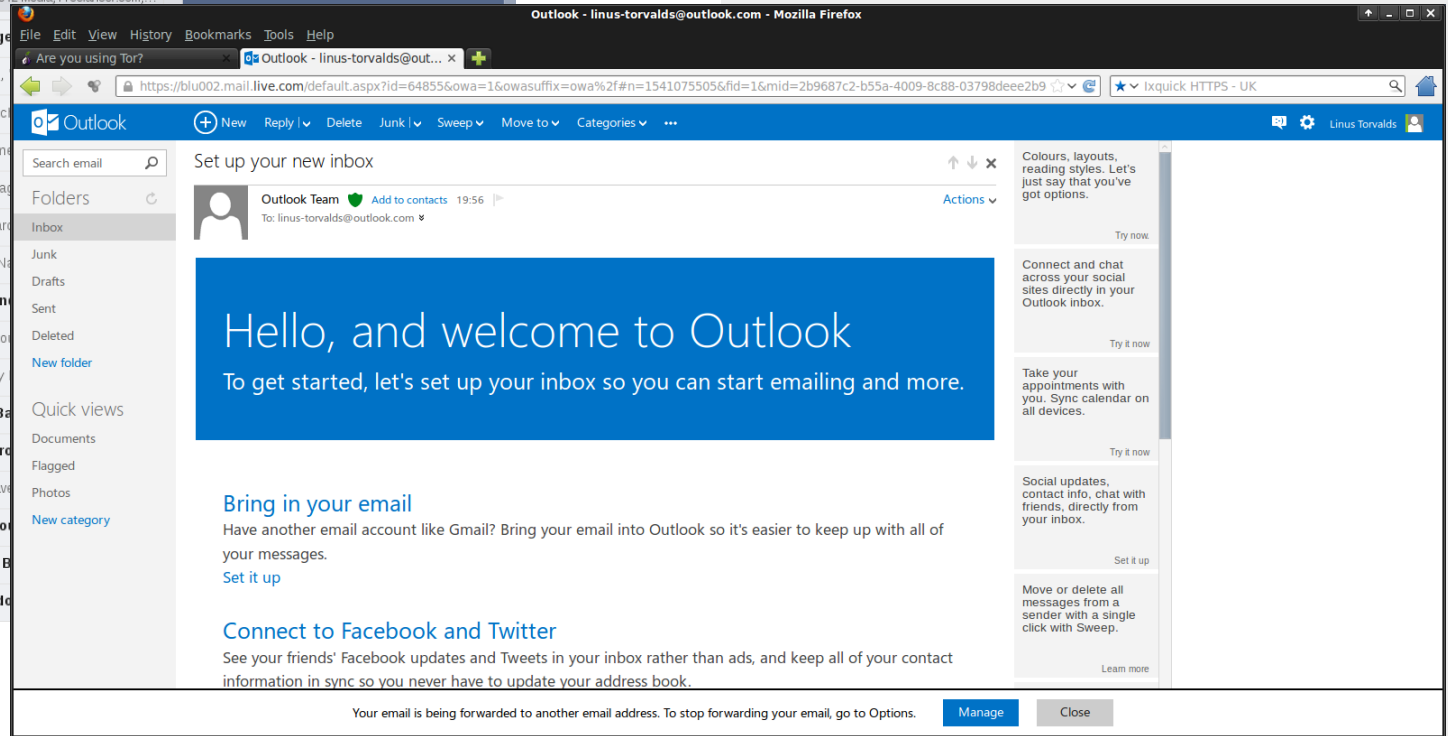 Outlook - linus-torvalds@outlook.com - Mozilla Firefox
File Edit View History Bookmarks Tools Help
Are you using Tor? ×
Outlook - linus-torvalds@out... ×
https://blu002.mail.live.com/default.aspx?id=64855&owa=1&owasuffix=owa%2f#n=1541075505&fid=1&mid=2b9687c2-b55a-4009-8c88-03798deee2b9
Ixquick HTTPS - UK
Outlook
New Reply Delete Junk Sweep Move to Categories •••
Linus Torvalds
Search email
Folders
Inbox
Junk
Drafts
Sent
Deleted
New folder
Quick views
Documents
Flagged
Photos
New category
Set up your new inbox
Outlook Team Add to contacts 19:56
Actions
To: linus-torvalds@outlook.com
Hello, and welcome to Outlook
To get started, let's set up your inbox so you can start emailing and more.
Bring in your email
Have another email account like Gmail? Bring your email into Outlook so it's easier to keep up with all of
your messages.
Set it up
Connect to Facebook and Twitter
See your friends' Facebook updates and Tweets in your inbox rather than ads, and keep all of your contact
information in sync so you never have to update your address book.
Colours, layouts,
reading styles. Let's
just say that you've
got options.
Try now.
Connect and chat
across your social
sites directly in your
Outlook inbox.
Try it now
Take your
appointments with
you. Sync calendar on
all devices.
Try it now
Social updates,
contact info, chat with
friends, directly from
your inbox.
Set it up
Move or delete all
messages from a
sender with a single
click with Sweep.
Learn more
Your email is being forwarded to another email address. To stop forwarding your email, go to Options.
Manage
Close